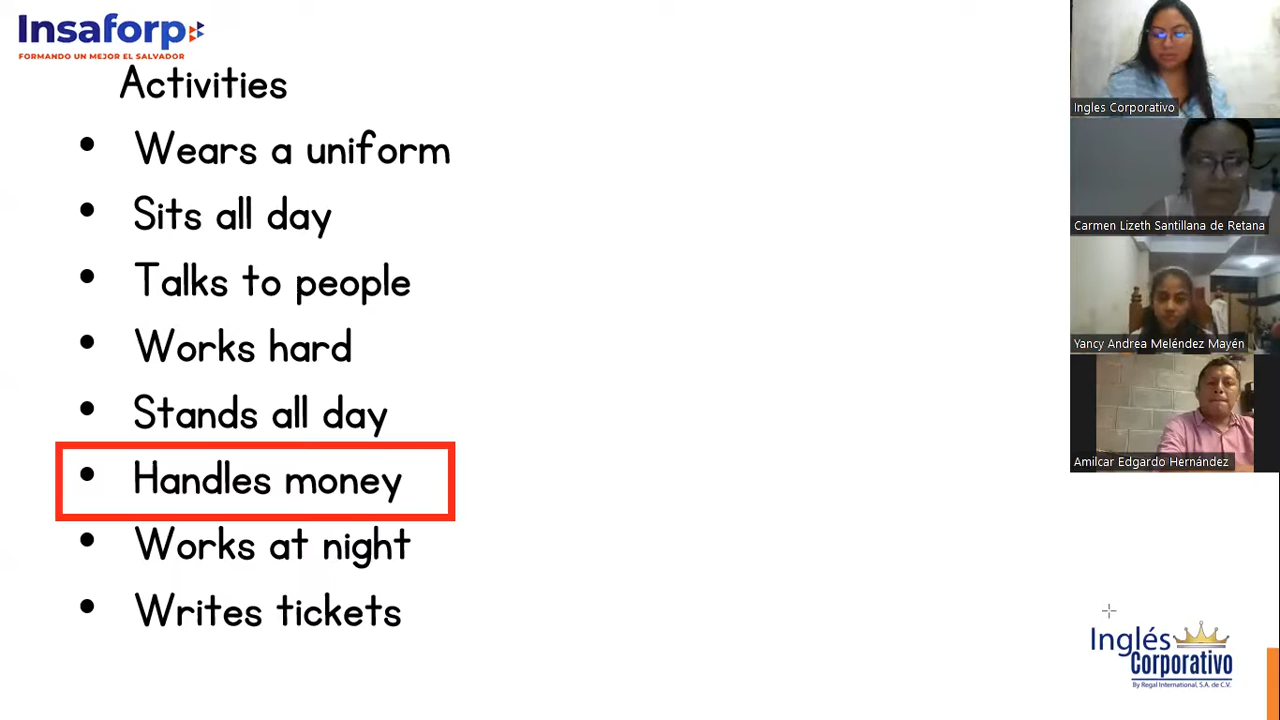 Insaforp
FORMANDO UN MEJOR EL SALVADOR
Activities
• Wears a uniform
• Sits all day
• Talks to people
• Works hard
• Stands all day
• Handles money
• Works at night
• Writes tickets
Ingles Corporativo
Carmen Lizeth Santillana de Retana
Yancy Andrea Meléndez Mayén
Amilcar Edgardo Hernández
Inglés
Corporativo
By Regal International, S.A. de C.V.